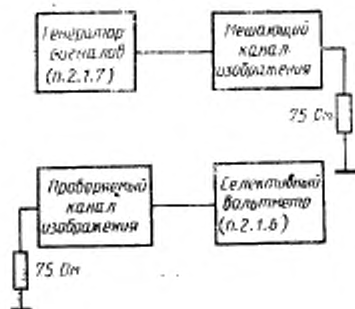 Генератор
сигналов
(п.2.1.7)
Мешающий
канал
изображения
75 Ом
Проверяемый
канал
изображения
Селективный
вольтметр
(п.2.1.6)
75 Ом